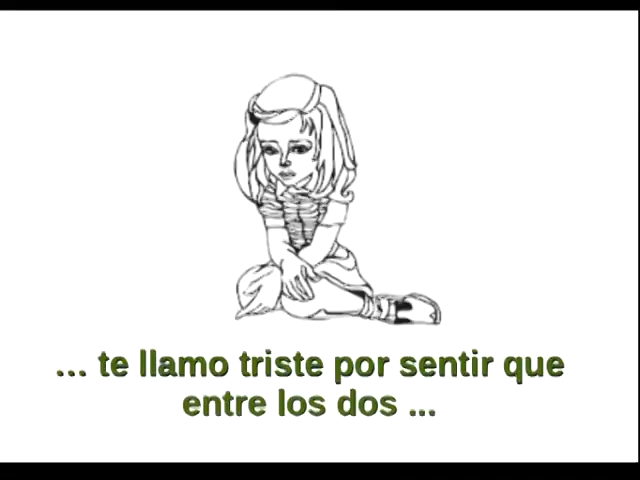 ... te llamo triste por sentir que
entre los dos ...